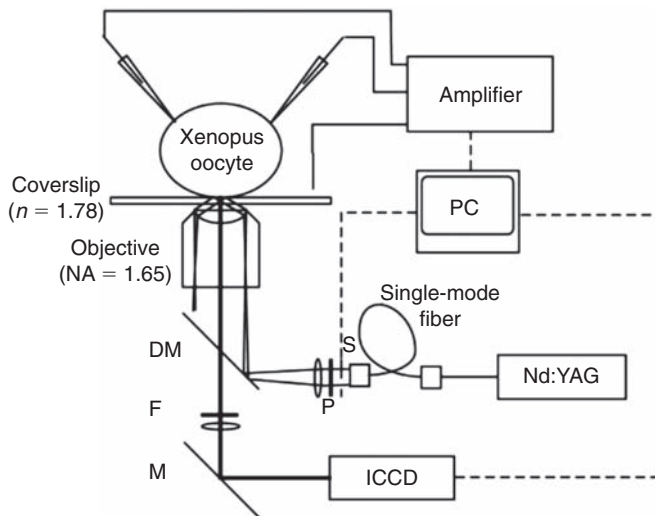 Amplifier
Xenopus
oocyte
Coverslip
(n = 1.78)
PC
Objective
(NA = 1.65)
Single-mode
fiber
DM
S
Nd:YAG
P
F
M
ICCD